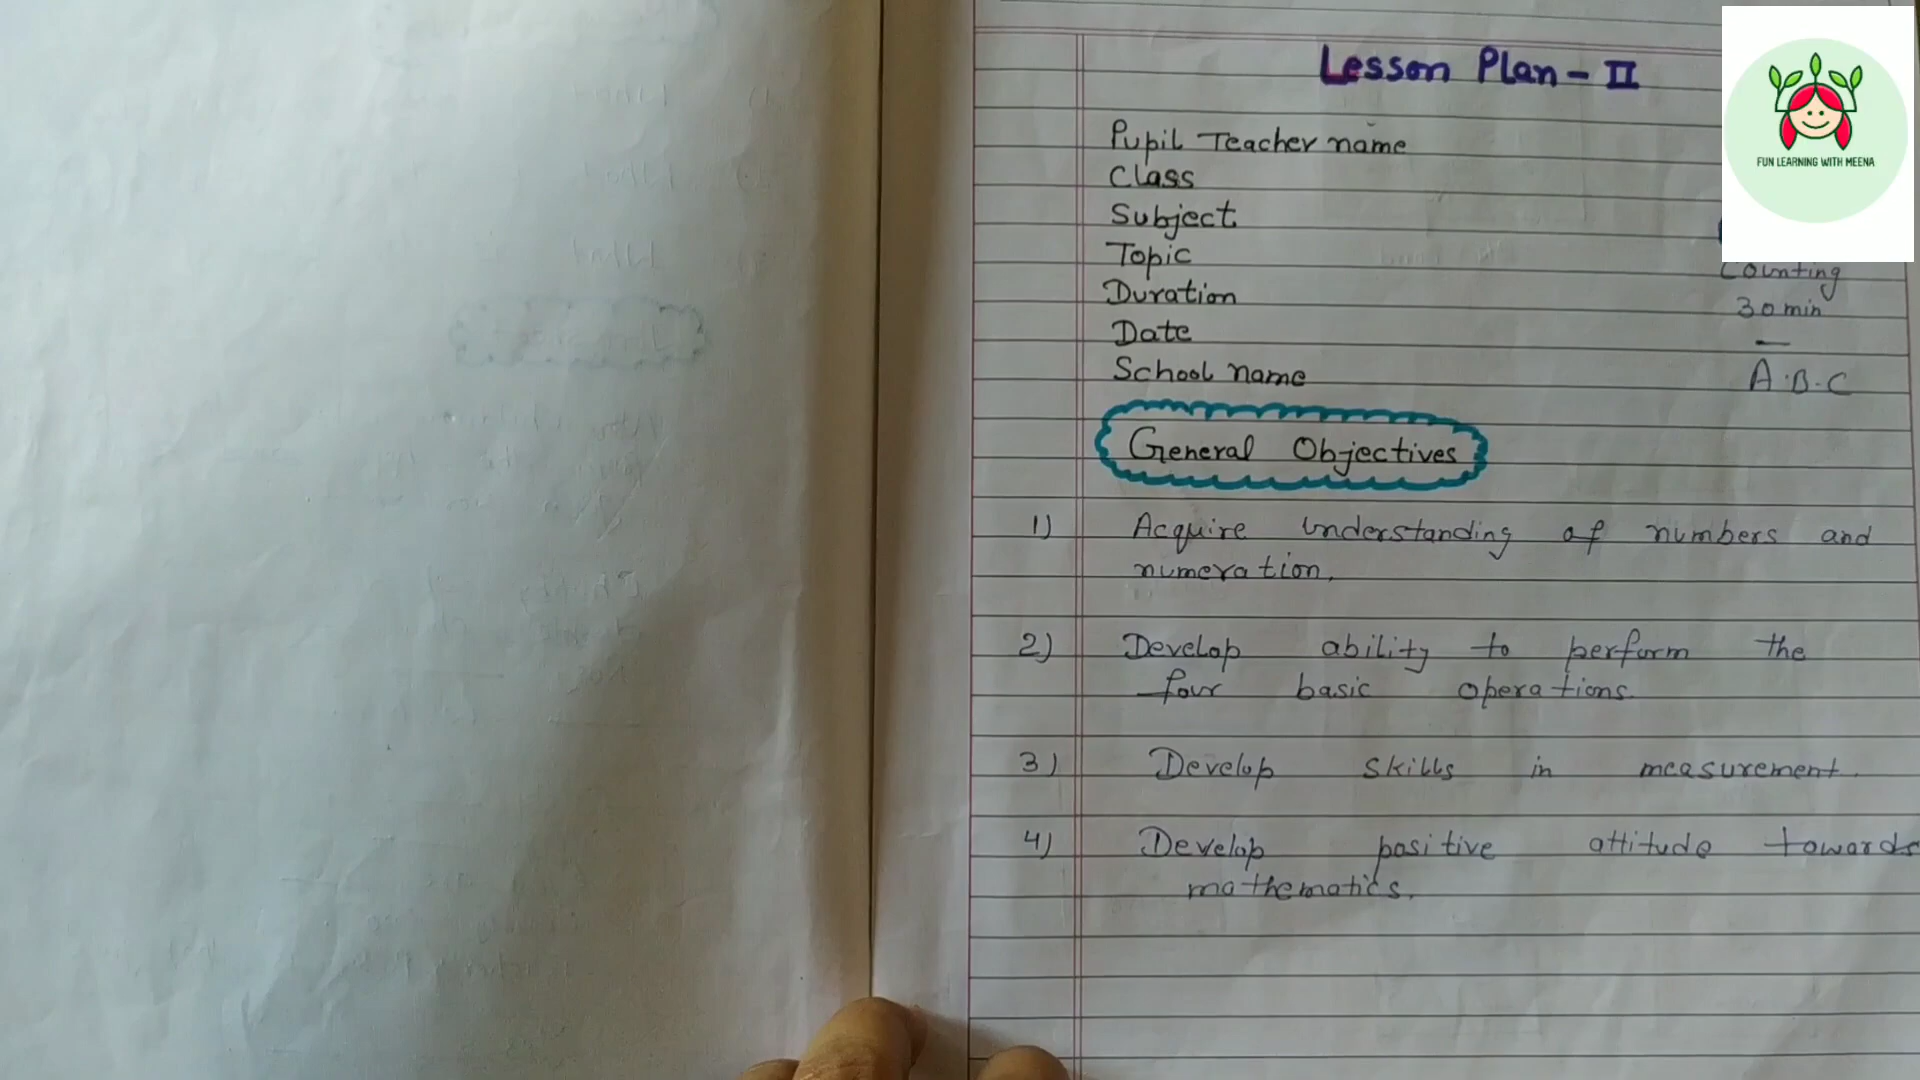 Lesson Plan - II
FUN LEARNING WITH MEENA
Pupil Teacher name
Class
Subject
Topic Counting
Duration 30 min
Date —
School name A.B.C
General Objectives
1) Acquire understanding of numbers and
numeration.
2) Develop ability to perform the
four basic operations.
3) Develop skills in measurement.
4) Develop positive attitude towards
mathematics.